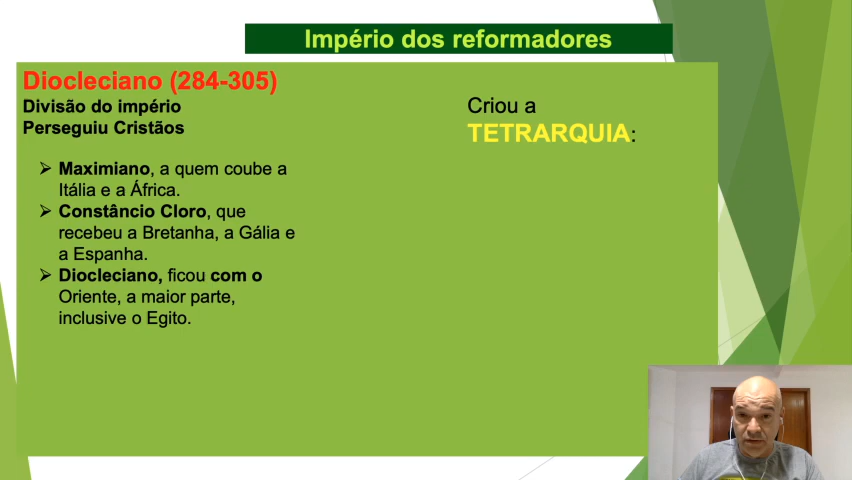 Império dos reformadores
Diocleciano (284-305)
Divisão do império
Perseguiu Cristãos
Maximiano, a quem coube a
Itália e a África.
Constâncio Cloro, que
recebeu a Bretanha, a Gália e
a Espanha.
Diocleciano, ficou com o
Oriente, a maior parte,
inclusive o Egito.
Criou a
TETRARQUIA: